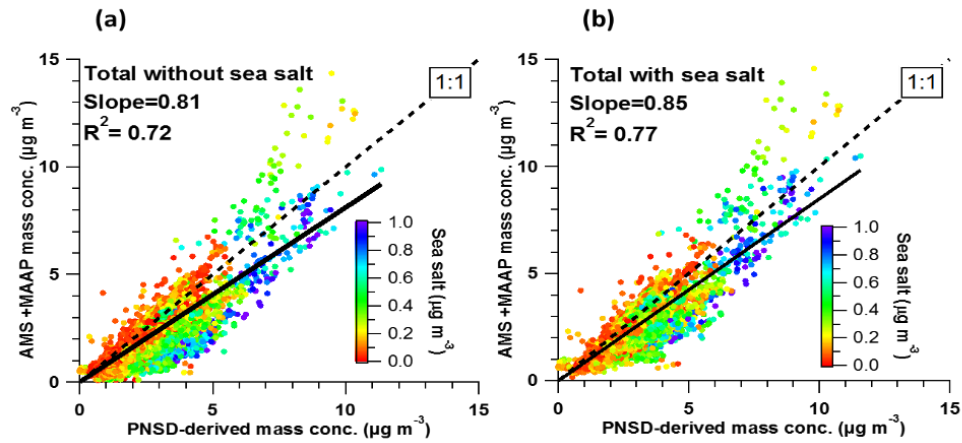 (a)
15
10
5
0
AMS +MAAP mass conc. (µg m⁻³)
Total without sea salt
Slope=0.81
R²= 0.72
1:1
1.0
0.8
0.6
0.4
0.2
0.0
Sea salt (µg m⁻³)
0
5
10
15
PNSD-derived mass conc. (µg m⁻³)
(b)
15
10
5
0
AMS +MAAP mass conc. (µg m⁻³)
Total with sea salt
Slope=0.85
R²= 0.77
1:1
1.0
0.8
0.6
0.4
0.2
0.0
Sea salt (µg m⁻³)
0
5
10
15
PNSD-derived mass conc. (µg m⁻³)